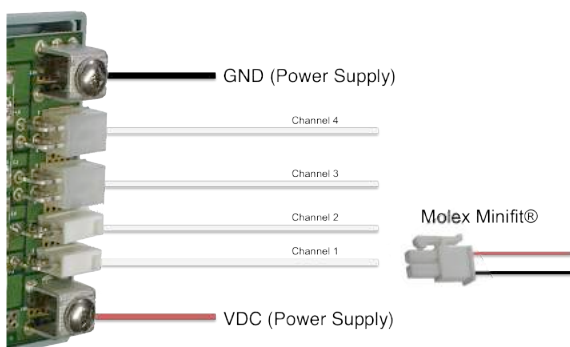 GND (Power Supply)
Channel 4
Channel 3
Channel 2
Molex Minifit®
Channel 1
VDC (Power Supply)